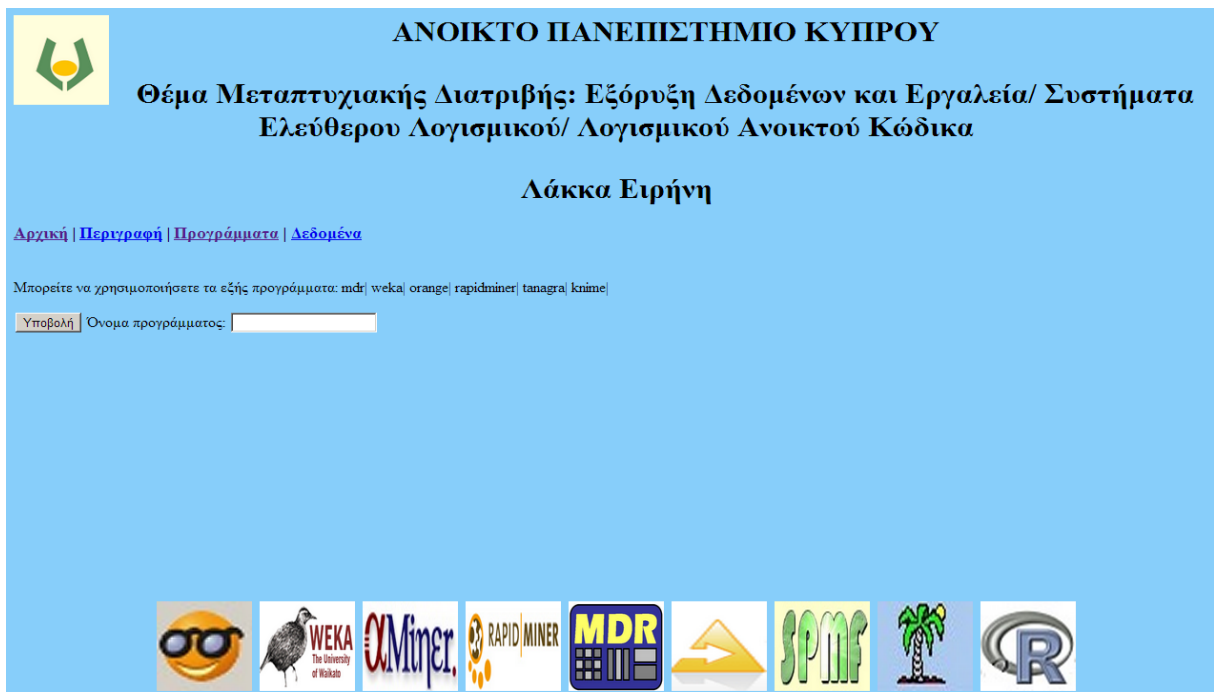 ΑΝΟΙΚΤΟ ΠΑΝΕΠΙΣΤΗΜΙΟ ΚΥΠΡΟΥ
Θέμα Μεταπτυχιακής Διατριβής: Εξόρυξη Δεδομένων και Εργαλεία/ Συστήματα
Ελεύθερου Λογισμικού/ Λογισμικού Ανοικτού Κώδικα
Λάκκα Ειρήνη
Αρχική | Περιγραφή | Προγράμματα | Δεδομένα
Μπορείτε να χρησιμοποιήσετε τα εξής προγράμματα: mdr| weka| orange| rapidminer| tanagra| knime|
Υποβολή Όνομα προγράμματος:
WEKA
The University
of Waikato
αMiner.
RAPID|MINER
MDR
SPMF
R